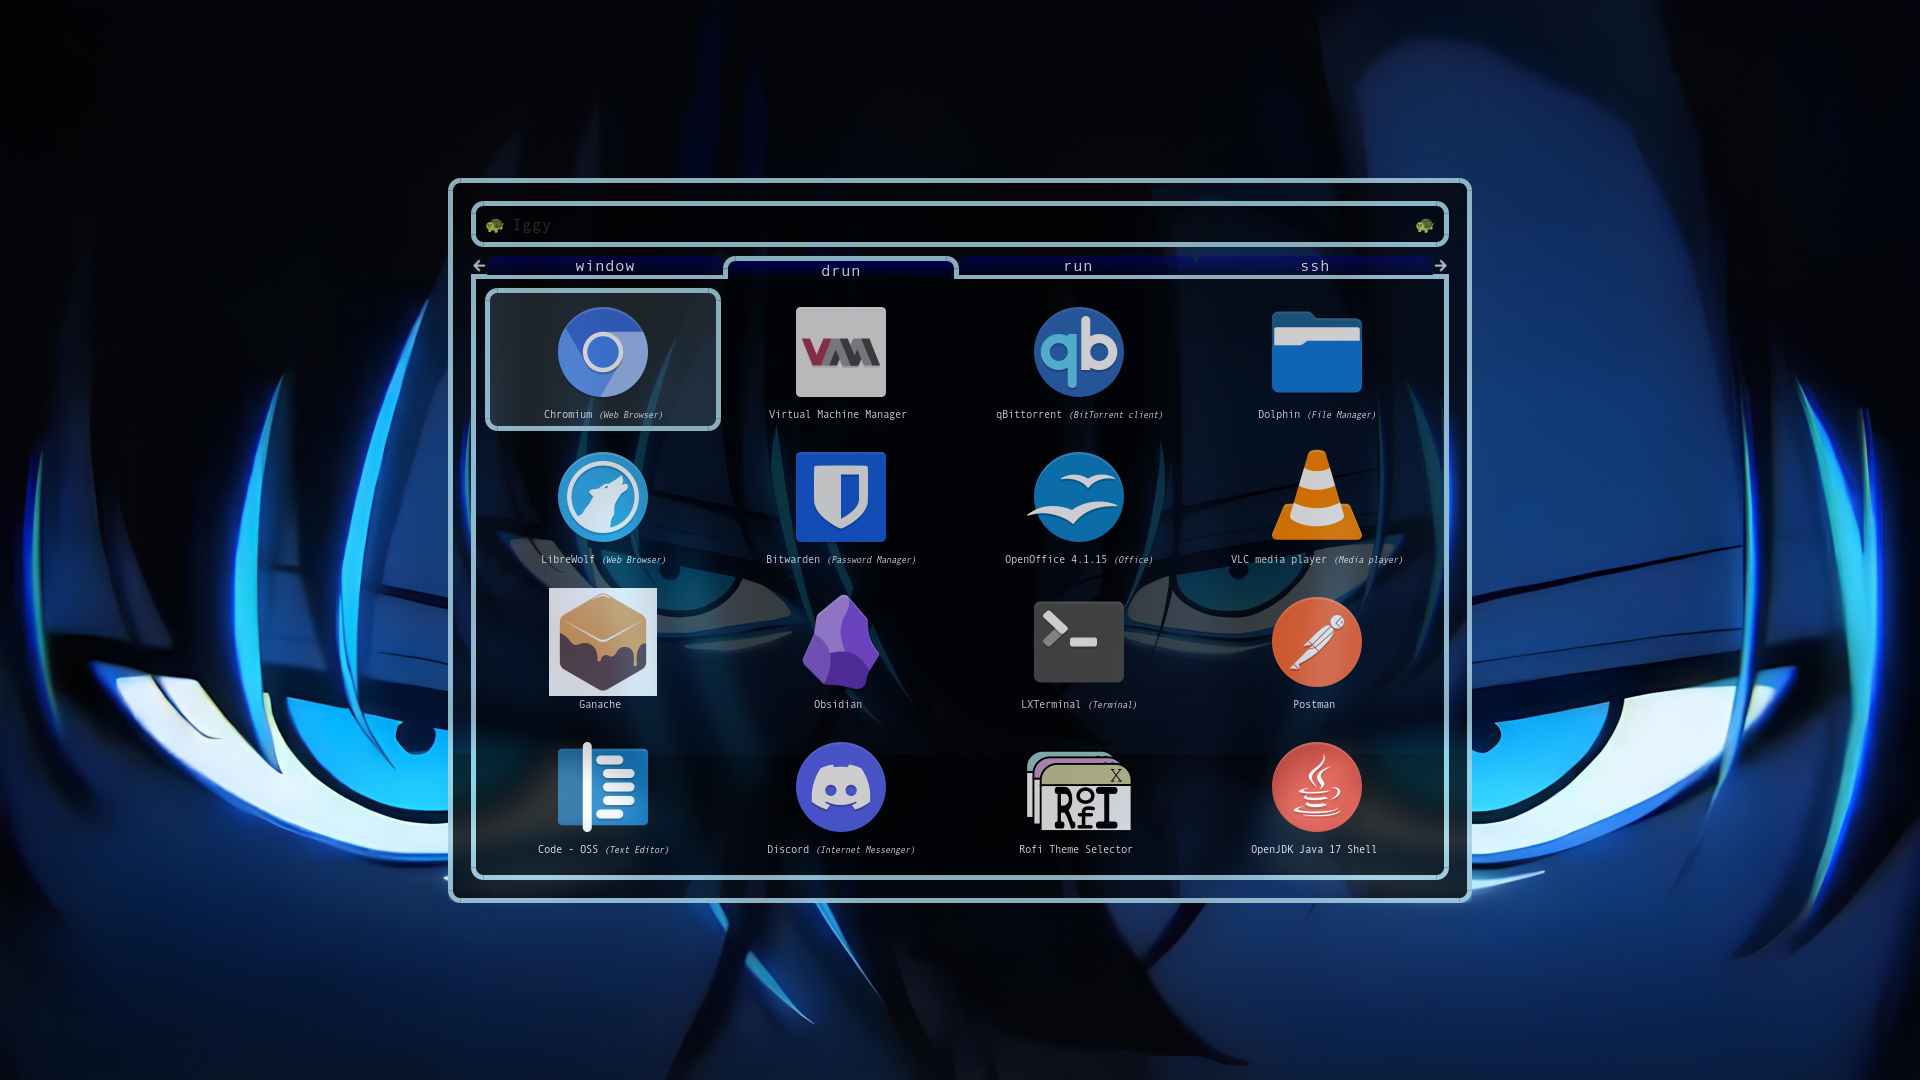 Iggy
window drun run ssh
Chromium (Web Browser) Virtual Machine Manager qBittorrent (BitTorrent client) Dolphin (File Manager)
LibreWolf (Web Browser) Bitwarden (Password Manager) OpenOffice 4.1.15 (Office) VLC media player (Media player)
Ganache Obsidian LXTerminal (Terminal) Postman
X
RofI
Code - OSS (Text Editor) Discord (Internet Messenger) Rofi Theme Selector OpenJDK Java 17 Shell